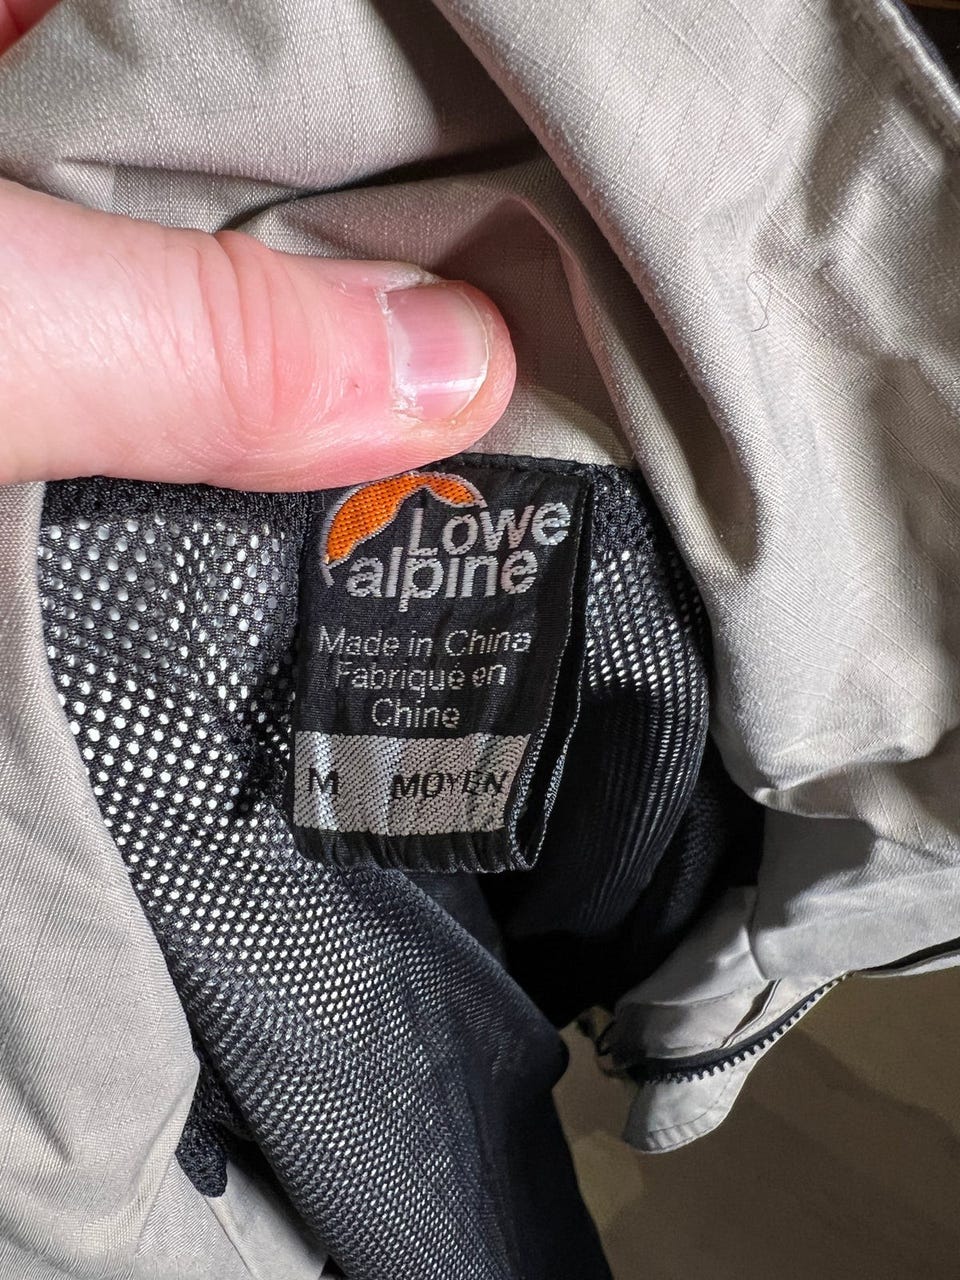 Lowe
alpine
Made in China
Fabriqué en
Chine
M MOYEN